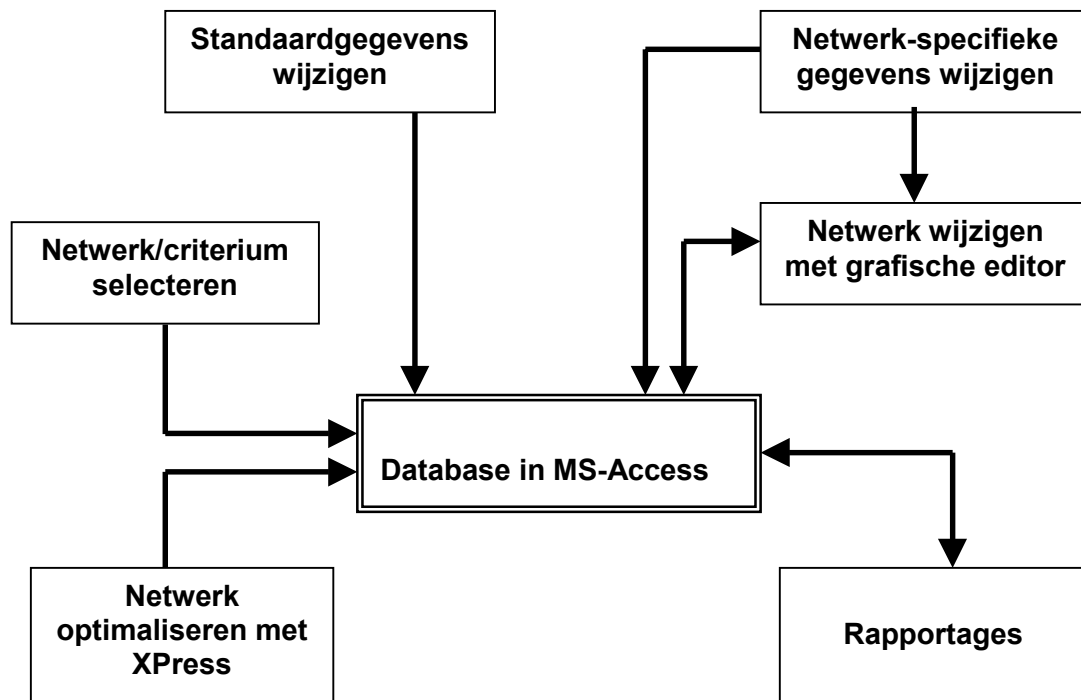 Standaardgegevens
wijzigen
Netwerk-specifieke
gegevens wijzigen
Netwerk/criterium
selecteren
Netwerk wijzigen
met grafische editor
Database in MS-Access
Netwerk
optimaliseren met
XPress
Rapportages